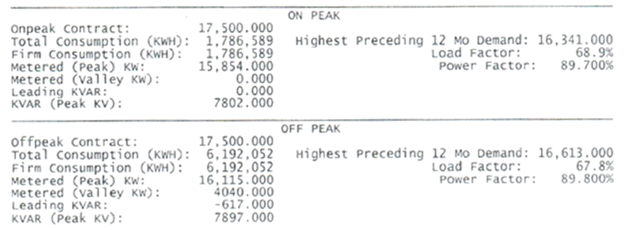 ON PEAK
Onpeak Contract: 17,500.000
Total Consumption (KWH): 1,786,589 Highest Preceding 12 Mo Demand: 16,341.000
Firm Consumption (KWH): 1,786,589 Load Factor: 68.9%
Metered (Peak) KW: 15,854.000 Power Factor: 89.700%
Metered (Valley KW): 0.000
Leading KVAR: 0.000
KVAR (Peak KV): 7802.000
OFF PEAK
Offpeak Contract: 17,500.000
Total Consumption (KWH): 6,192,052 Highest Preceding 12 Mo Demand: 16,613.000
Firm Consumption (KWH): 6,192,052 Load Factor: 67.8%
Metered (Peak) KW: 16,115.000 Power Factor: 89.800%
Metered (Valley KW): 4040.000
Leading KVAR: -617.000
KVAR (Peak KV): 7897.000